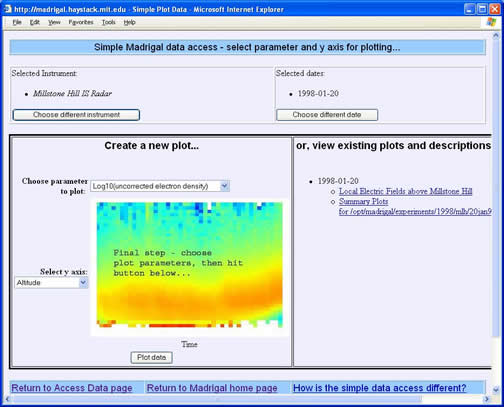 http://madrigal.haystack.mit.edu - Simple Plot Data - Microsoft Internet Explorer
File Edit View Favorites Tools Help
Simple Madrigal data access - select parameter and y axis for plotting...
Selected Instrument:
Millstone Hill IS Radar
Choose different instrument
Selected dates:
1998-01-20
Choose different date
Create a new plot...
Choose parameter
to plot:
Log10(uncorrected electron density)
Final step - choose
plot parameters, then hit
button below...
Select y axis:
Altitude
Time
Plot data
or, view existing plots and descriptions
1998-01-20
Local Electric Fields above Millstone Hill
Summary Plots
for /opt/madrigal/experiments/1998/mlh/20jan9
Return to Access Data page
Return to Madrigal home page
How is the simple data access different?